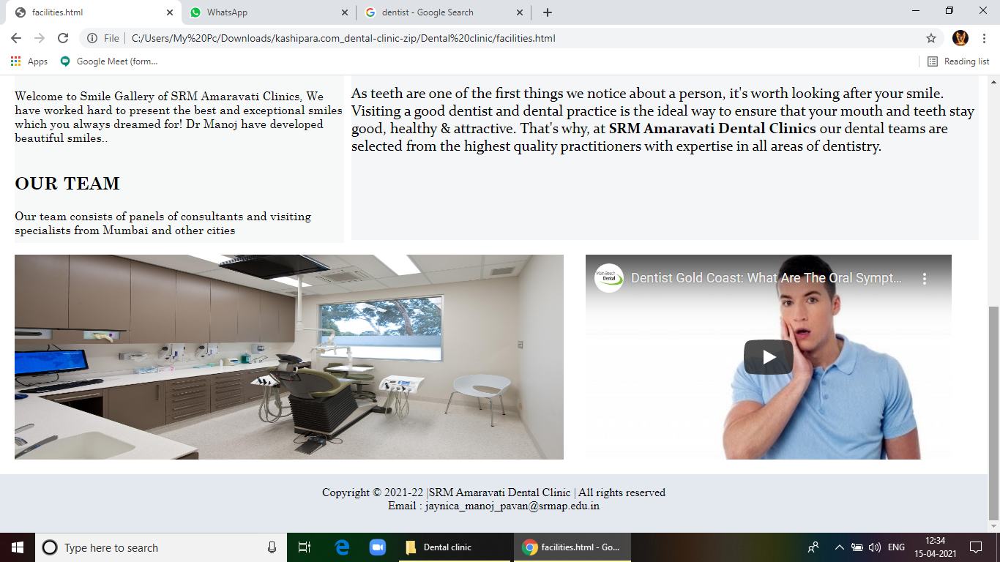 facilities.html
WhatsApp
dentist - Google Search
File
C:/Users/My%20Pc/Downloads/kashipara.com_dental-clinic-zip/Dental%20clinic/facilities.html
Apps
Google Meet (form...
Reading list
Welcome to Smile Gallery of SRM Amaravati Clinics, We
have worked hard to present the best and exceptional smiles
which you always dreamed for! Dr Manoj have developed
beautiful smiles..
OUR TEAM
Our team consists of panels of consultants and visiting
specialists from Mumbai and other cities
As teeth are one of the first things we notice about a person, it's worth looking after your smile.
Visiting a good dentist and dental practice is the ideal way to ensure that your mouth and teeth stay
good, healthy & attractive. That's why, at SRM Amaravati Dental Clinics our dental teams are
selected from the highest quality practitioners with expertise in all areas of dentistry.
Main Beach
Dental
Dentist Gold Coast: What Are The Oral Sympt...
Copyright © 2021-22 |SRM Amaravati Dental Clinic | All rights reserved
Email : jaynica_manoj_pavan@srmap.edu.in
Type here to search
Dental clinic
facilities.html - Go...
ENG
12:34
15-04-2021